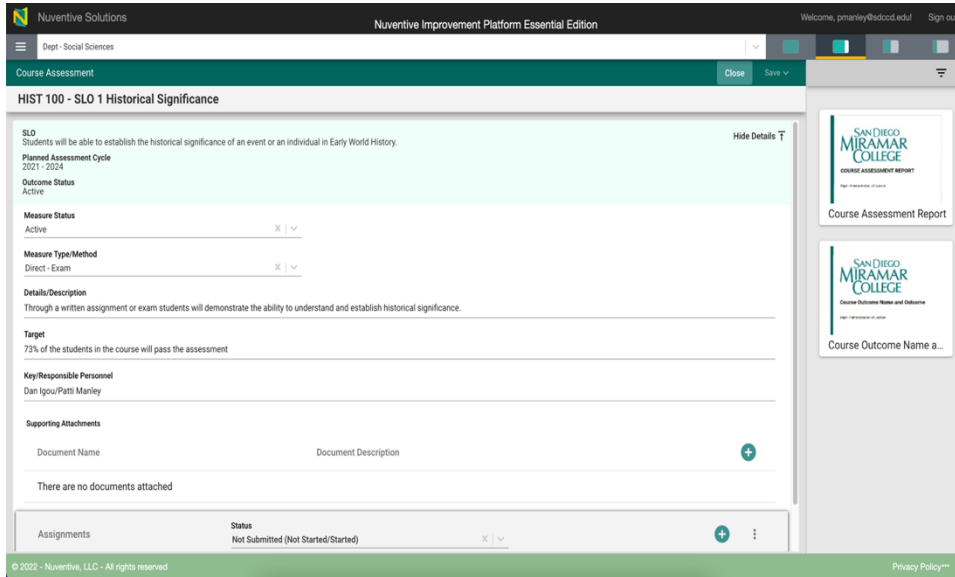 Nuventive Solutions
Nuventive Improvement Platform Essential Edition
Welcome, pmanley@sdccd.edu!
Sign ou
Dept - Social Sciences
Course Assessment
Close
Save
HIST 100 - SLO 1 Historical Significance
SLO
Hide Details
Students will be able to establish the historical significance of an event or an individual in Early World History.
Planned Assessment Cycle
2021 - 2024
Outcome Status
Active
Measure Status
Active
X
Measure Type/Method
Direct - Exam
X
Details/Description
Through a written assignment or exam students will demonstrate the ability to understand and establish historical significance.
Target
73% of the students in the course will pass the assessment
Key/Responsible Personnel
Dan Igou/Patti Manley
Supporting Attachments
Document Name
Document Description
There are no documents attached
Assignments
Status
Not Submitted (Not Started/Started)
X
SAN DIEGO
MIRAMAR
COLLEGE
COURSE ASSESSMENT REPORT
Course Assessment Report
SAN DIEGO
MIRAMAR
COLLEGE
Course Outcome Name and Outcome
Course Outcome Name a...
© 2022 - Nuventive, LLC - All rights reserved
Privacy Policy•••